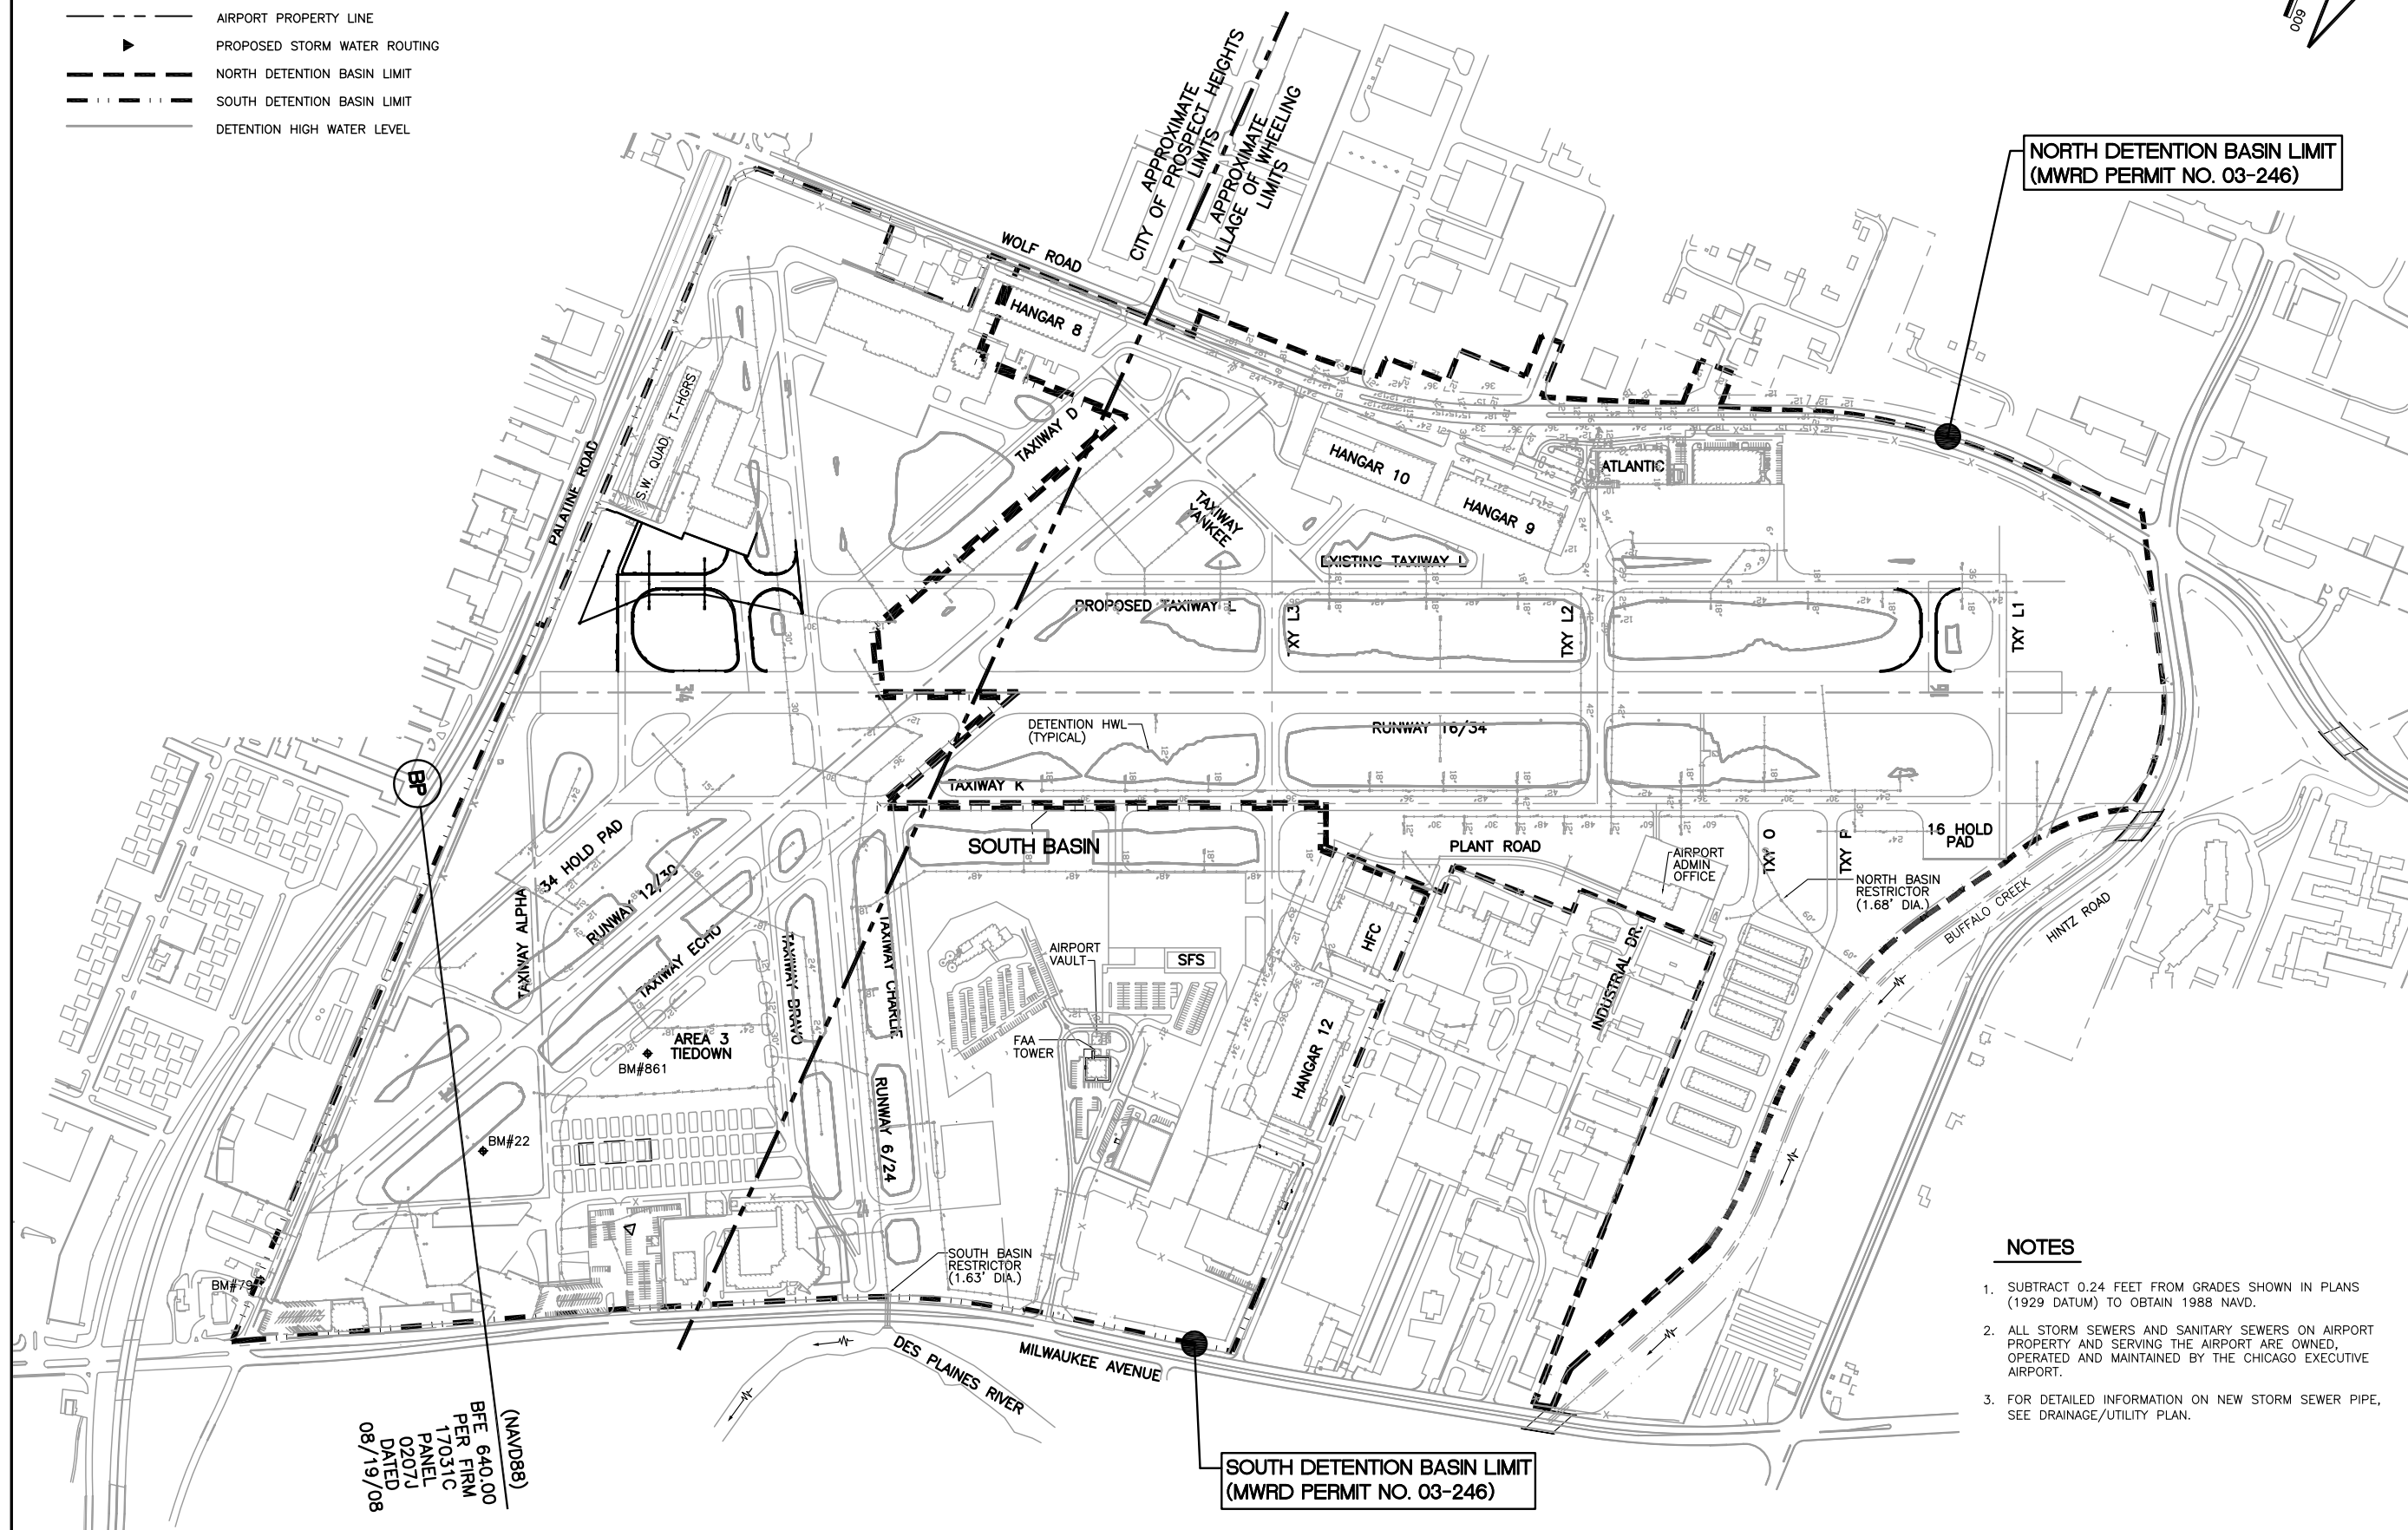 AIRPORT PROPERTY LINE
PROPOSED STORM WATER ROUTING
NORTH DETENTION BASIN LIMIT
SOUTH DETENTION BASIN LIMIT
DETENTION HIGH WATER LEVEL
600
APPROXIMATE
CITY OF PROSPECT HEIGHTS
LIMITS
APPROXIMATE
VILLAGE OF WHEELING
LIMITS
NORTH DETENTION BASIN LIMIT
(MWRD PERMIT NO. 03-246)
WOLF ROAD
HANGAR 8
PALATINE ROAD
S.W. QUAD
T-HGRS
TAXIWAY D
TAXIWAY
YANKEE
HANGAR 10
HANGAR 9
ATLANTIC
EXISTING TAXIWAY L
PROPOSED TAXIWAY L
TXY L3
TXY L2
TXY L1
34
16
DETENTION HWL
(TYPICAL)
RUNWAY 16/34
TAXIWAY K
SOUTH BASIN
PLANT ROAD
AIRPORT
ADMIN
OFFICE
TXY O
TXY P
16 HOLD
PAD
NORTH BASIN
RESTRICTOR
(1.68' DIA.)
BUFFALO CREEK
HINTZ ROAD
BP
34 HOLD PAD
RUNWAY 12/30
TAXIWAY ALPHA
TAXIWAY ECHO
TAXIWAY BRAVO
TAXIWAY CHARLIE
AIRPORT
VAULT
SFS
HFC
INDUSTRIAL DR.
FAA
TOWER
HANGAR 12
AREA 3
TIEDOWN
BM#861
BM#22
RUNWAY 6/24
BM#79
SOUTH BASIN
RESTRICTOR
(1.63' DIA.)
DES PLAINES RIVER
MILWAUKEE AVENUE
(NAVD88)
BFE 640.00
PER FIRM
17031C
PANEL
0207J
DATED
08/19/08
SOUTH DETENTION BASIN LIMIT
(MWRD PERMIT NO. 03-246)
NOTES
1. SUBTRACT 0.24 FEET FROM GRADES SHOWN IN PLANS
(1929 DATUM) TO OBTAIN 1988 NAVD.
2. ALL STORM SEWERS AND SANITARY SEWERS ON AIRPORT
PROPERTY AND SERVING THE AIRPORT ARE OWNED,
OPERATED AND MAINTAINED BY THE CHICAGO EXECUTIVE
AIRPORT.
3. FOR DETAILED INFORMATION ON NEW STORM SEWER PIPE,
SEE DRAINAGE/UTILITY PLAN.